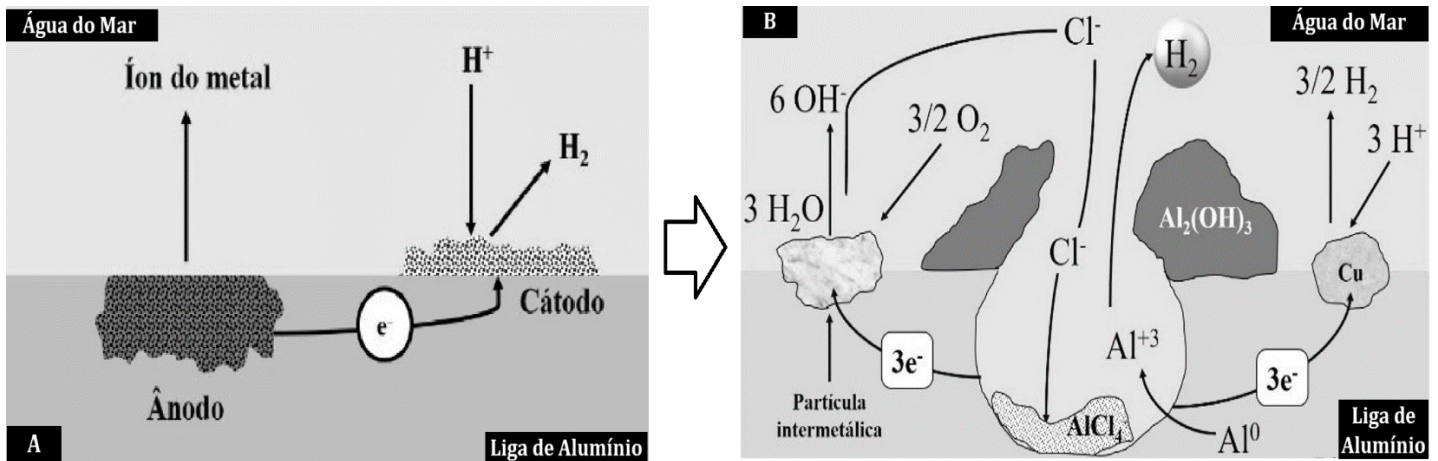 Água do Mar
Íon do metal
H⁺
H₂
e⁻
Cátodo
Ânodo
A
Liga de Alumínio
B
Água do Mar
Cl⁻
H₂
6 OH⁻
3/2 O₂
3/2 H₂
3 H⁺
3 H₂O
Al₂(OH)₃
Cl⁻
Cu
Al⁺³
3e⁻
3e⁻
Partícula
intermetálica
AlCl₄
Al⁰
Liga de
Alumínio